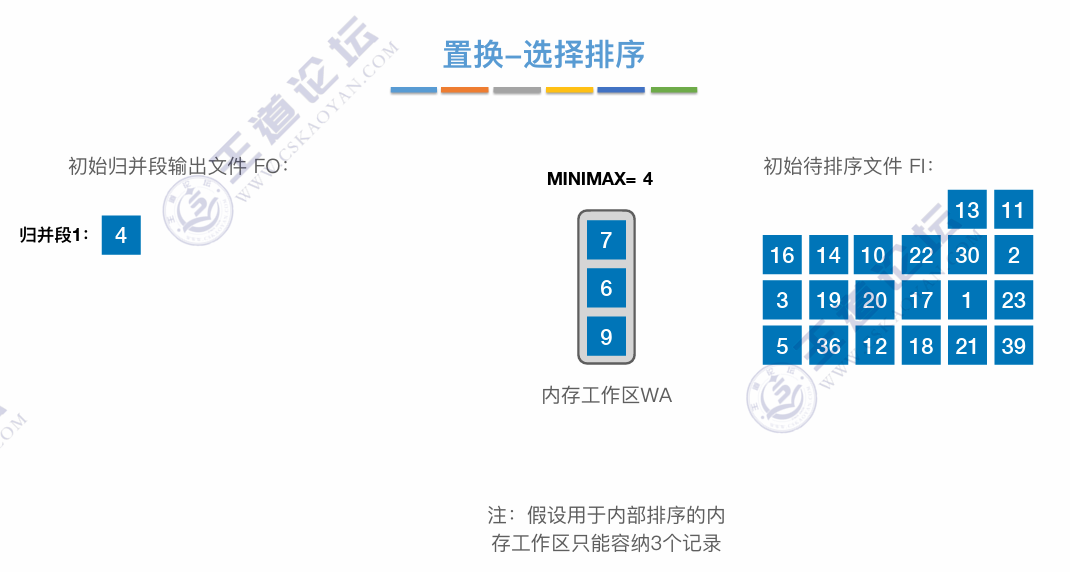 置换–选择排序
初始归并段输出文件 FO：
MINIMAX= 4
初始待排序文件 FI：
归并段1： 4
7
6
9
13 11
16 14 10 22 30 2
3 19 20 17 1 23
5 36 12 18 21 39
内存工作区WA
注：假设用于内部排序的内
存工作区只能容纳3个记录
王道论坛
WWW.CSKAOYAN.COM
王道论坛